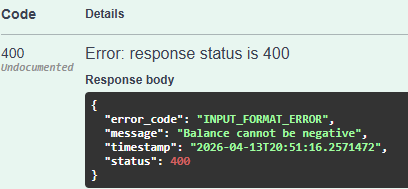 Code Details
400 Error: response status is 400
Undocumented
Response body
{
  "error_code": "INPUT_FORMAT_ERROR",
  "message": "Balance cannot be negative",
  "timestamp": "2026-04-13T20:51:16.2571472",
  "status": 400
}